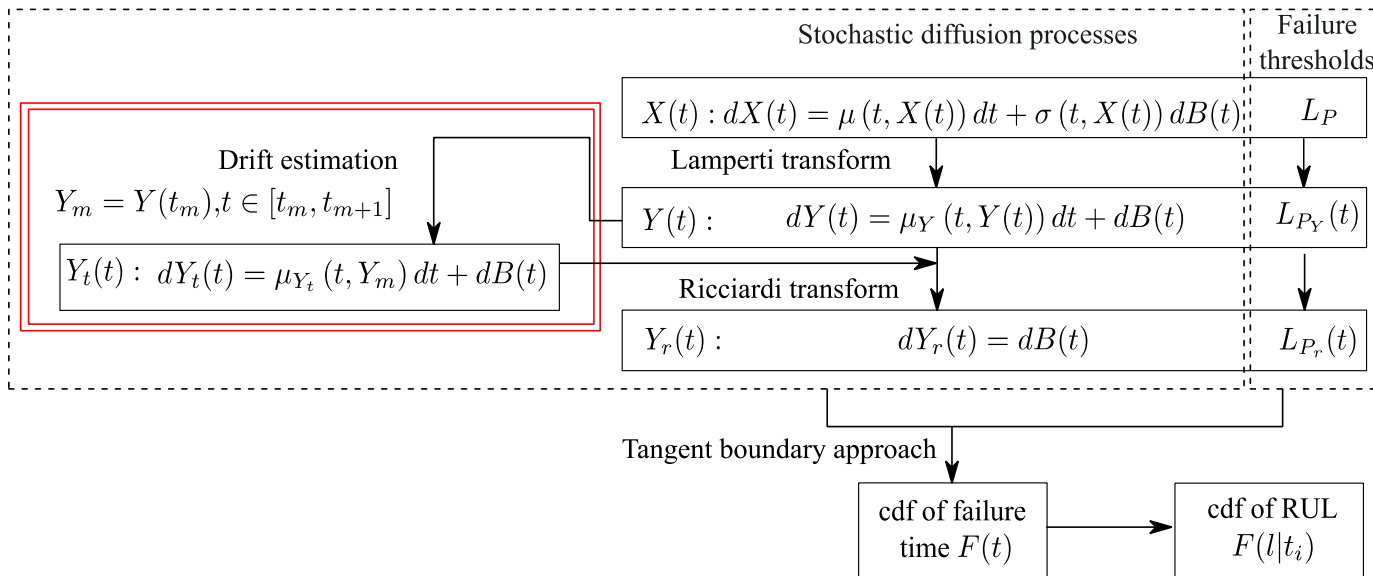 Stochastic diffusion processes
Failure
thresholds
X(t) : dX(t) = μ (t, X(t)) dt + σ (t, X(t)) dB(t)
L_P
Drift estimation
Lamperti transform
Y_m = Y(t_m),t ∈ [t_m, t_{m+1}]
Y(t) : dY(t) = μ_Y (t, Y(t)) dt + dB(t)
L_{P_Y}(t)
Y_t(t) : dY_t(t) = μ_{Y_t} (t, Y_m) dt + dB(t)
Ricciardi transform
Y_r(t) : dY_r(t) = dB(t)
L_{P_r}(t)
Tangent boundary approach
cdf of failure
time F(t)
cdf of RUL
F(l|t_i)